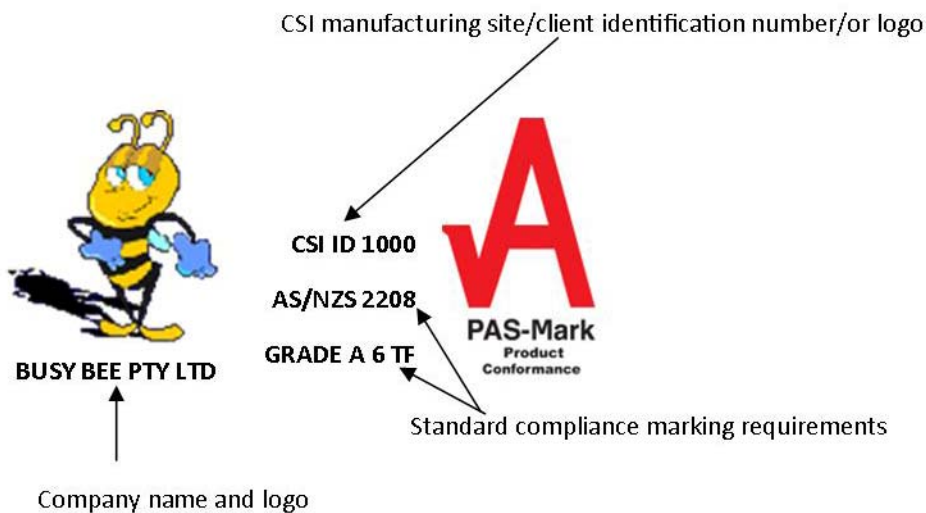 CSI manufacturing site/client identification number/or logo
CSI ID 1000
AS/NZS 2208
GRADE A 6 TF
PAS-Mark
Product
Conformance
BUSY BEE PTY LTD
Standard compliance marking requirements
Company name and logo